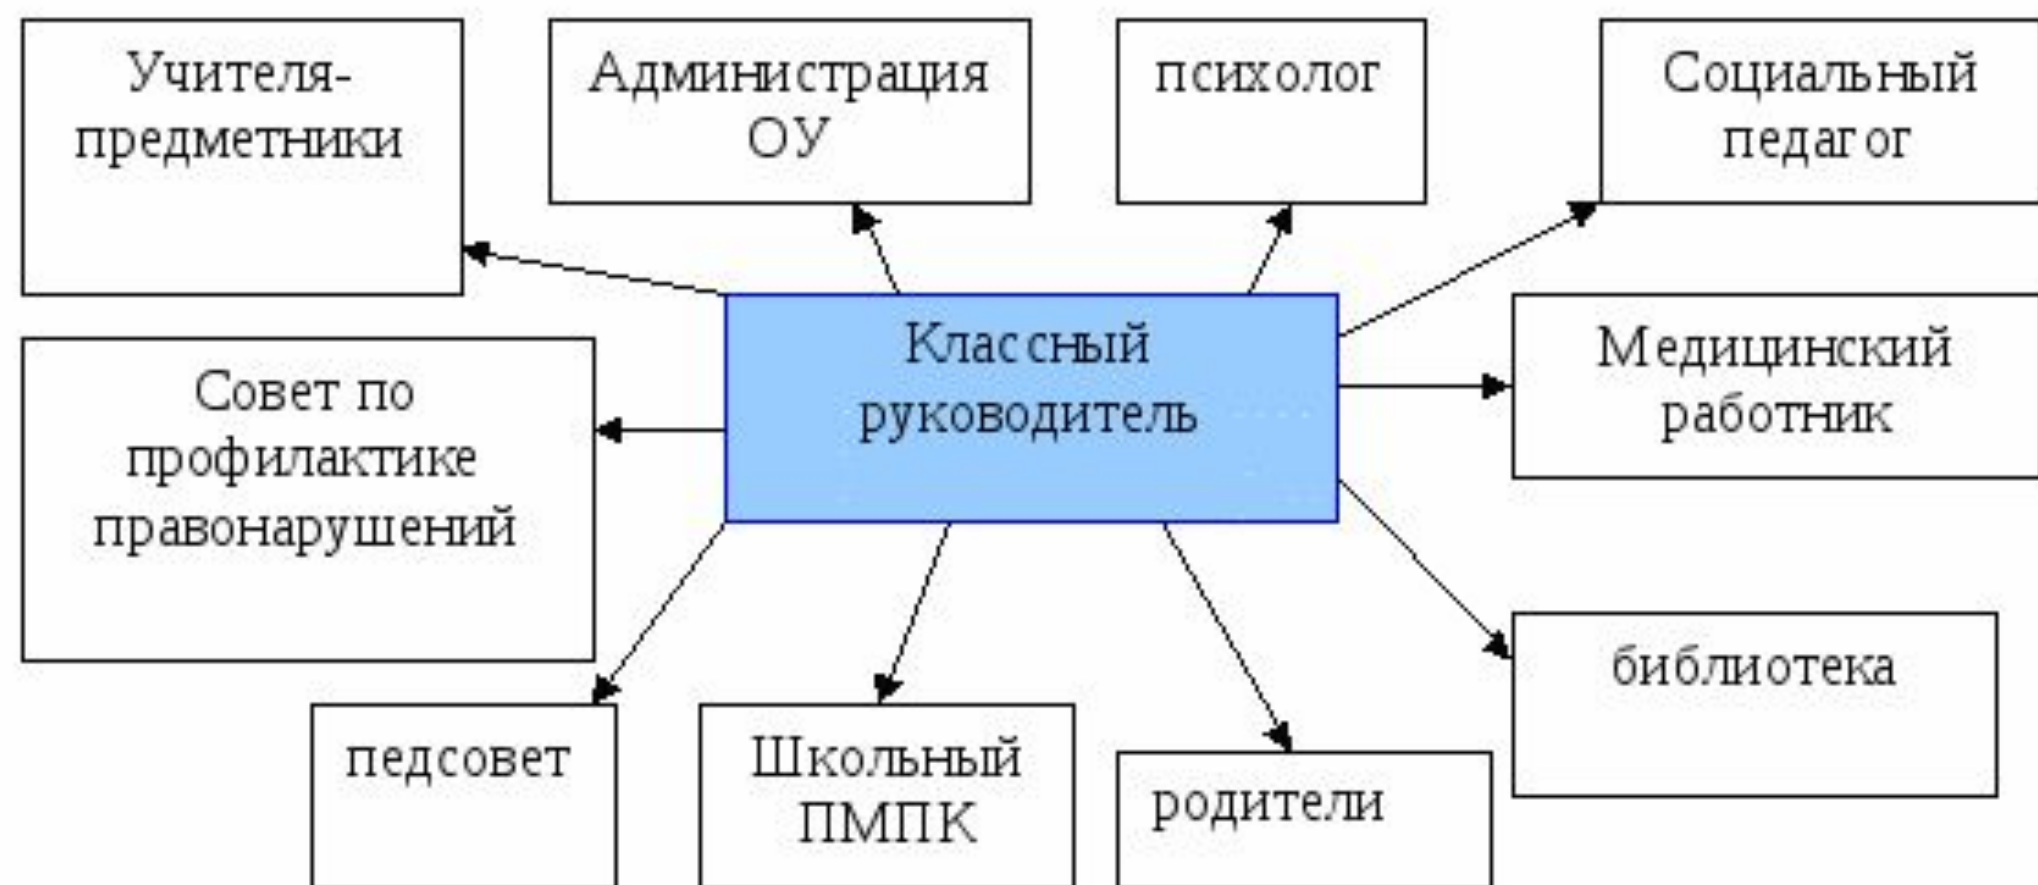 Учителя-
предметники
Администрация
ОУ
психолог
Социальный
педагог
Классный
руководитель
Медицинский
работник
Совет по
профилактике
правонарушений
библиотека
педсовет
Школьный
ПМПК
родители